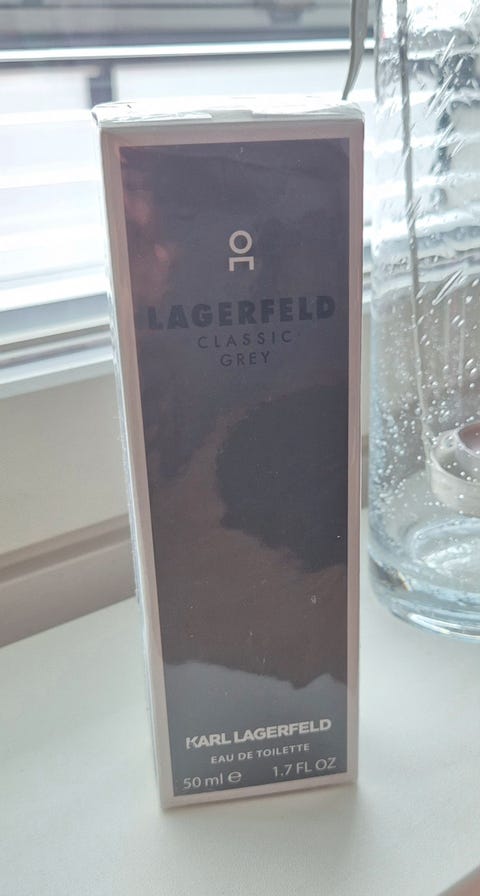 LAGERFELD
CLASSIC
GREY
KARL LAGERFELD
EAU DE TOILETTE
50 ml ℮ 1.7 FL OZ